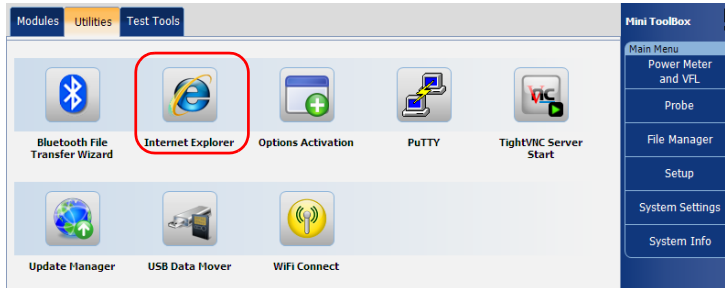 Modules Utilities Test Tools
Mini ToolBox
Main Menu
Power Meter
and VFL
Probe
File Manager
Setup
System Settings
System Info
Bluetooth File
Transfer Wizard
Internet Explorer
Options Activation
PuTTY
VNC
TightVNC Server
Start
Update Manager
USB Data Mover
WiFi Connect